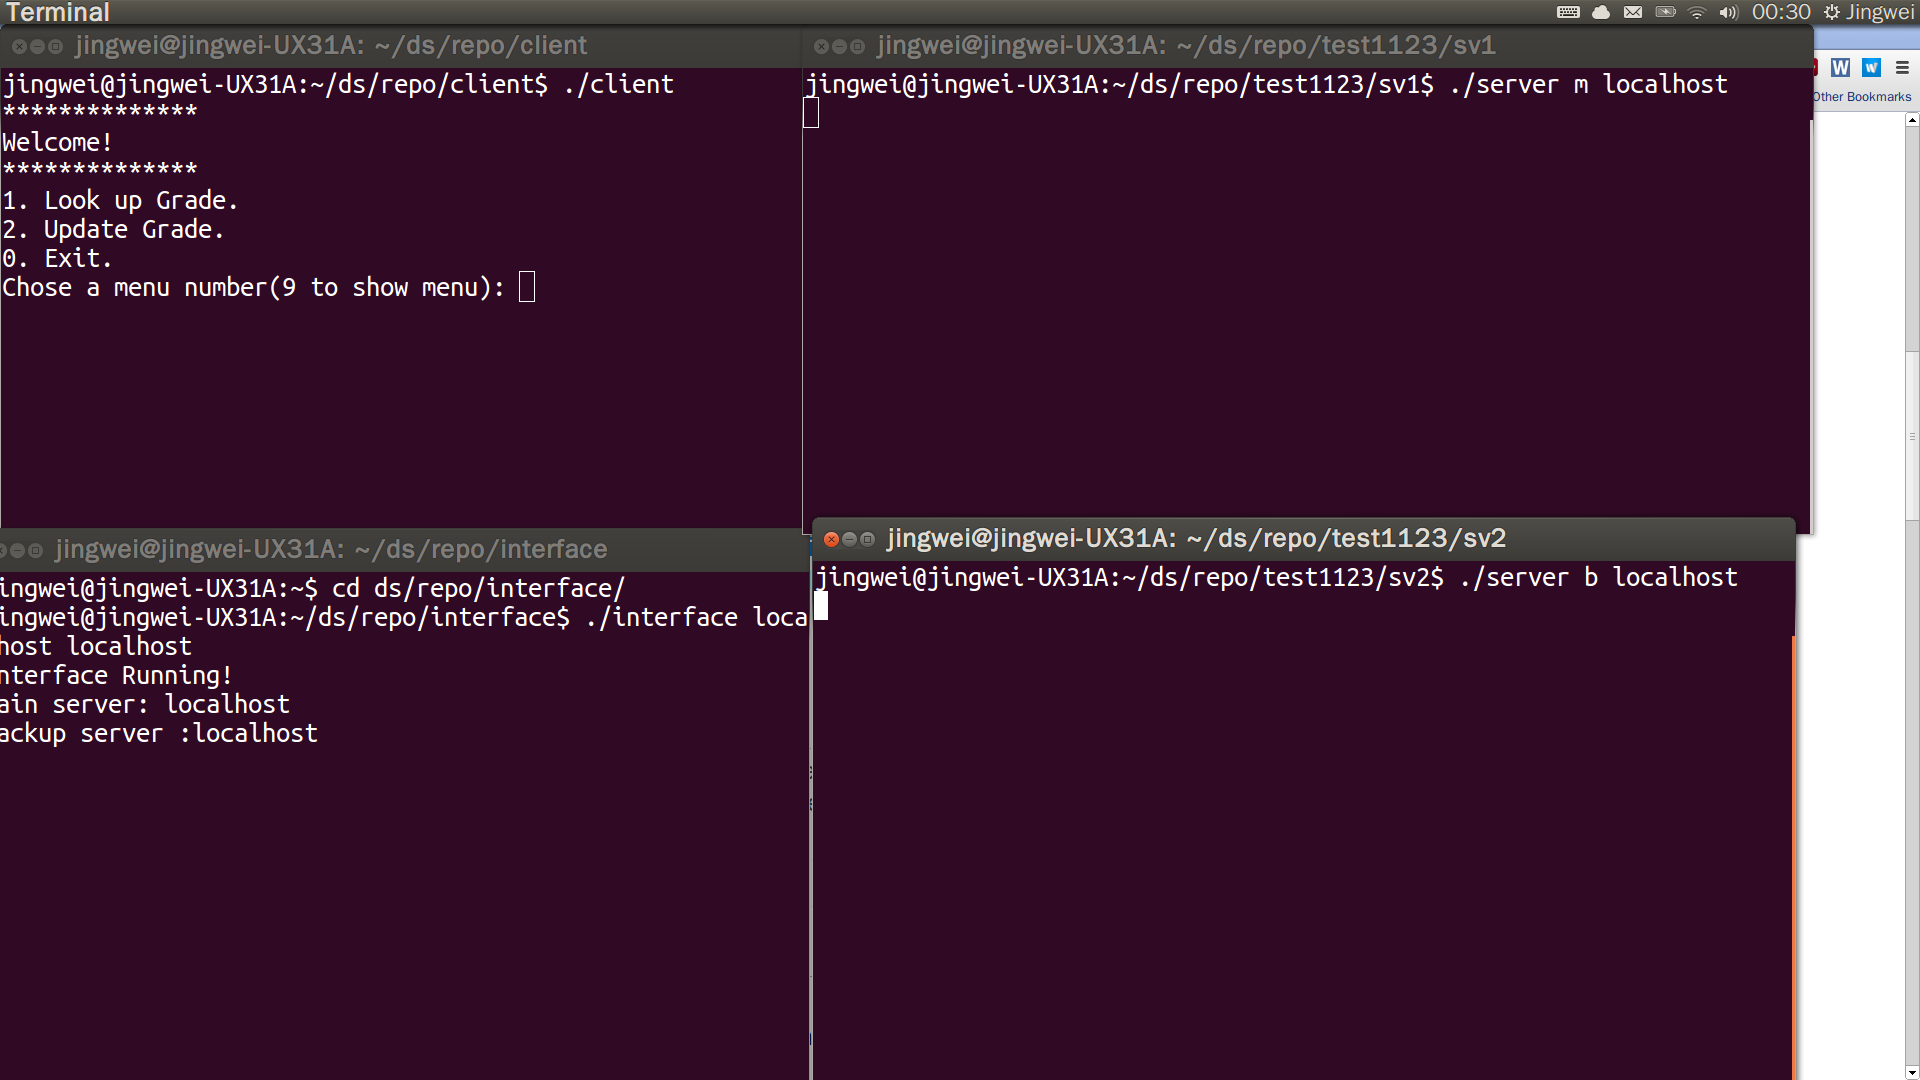 Terminal
00:30 Jingwei
jingwei@jingwei-UX31A: ~/ds/repo/client
jingwei@jingwei-UX31A:~/ds/repo/client$ ./client
**************
Welcome!
**************
1. Look up Grade.
2. Update Grade.
0. Exit.
Chose a menu number(9 to show menu):
jingwei@jingwei-UX31A: ~/ds/repo/test1123/sv1
jingwei@jingwei-UX31A:~/ds/repo/test1123/sv1$ ./server m localhost
W w
Other Bookmarks
jingwei@jingwei-UX31A: ~/ds/repo/interface
ingwei@jingwei-UX31A:~$ cd ds/repo/interface/
ingwei@jingwei-UX31A:~/ds/repo/interface$ ./interface loca
host localhost
nterface Running!
ain server: localhost
ackup server :localhost
jingwei@jingwei-UX31A: ~/ds/repo/test1123/sv2
jingwei@jingwei-UX31A:~/ds/repo/test1123/sv2$ ./server b localhost